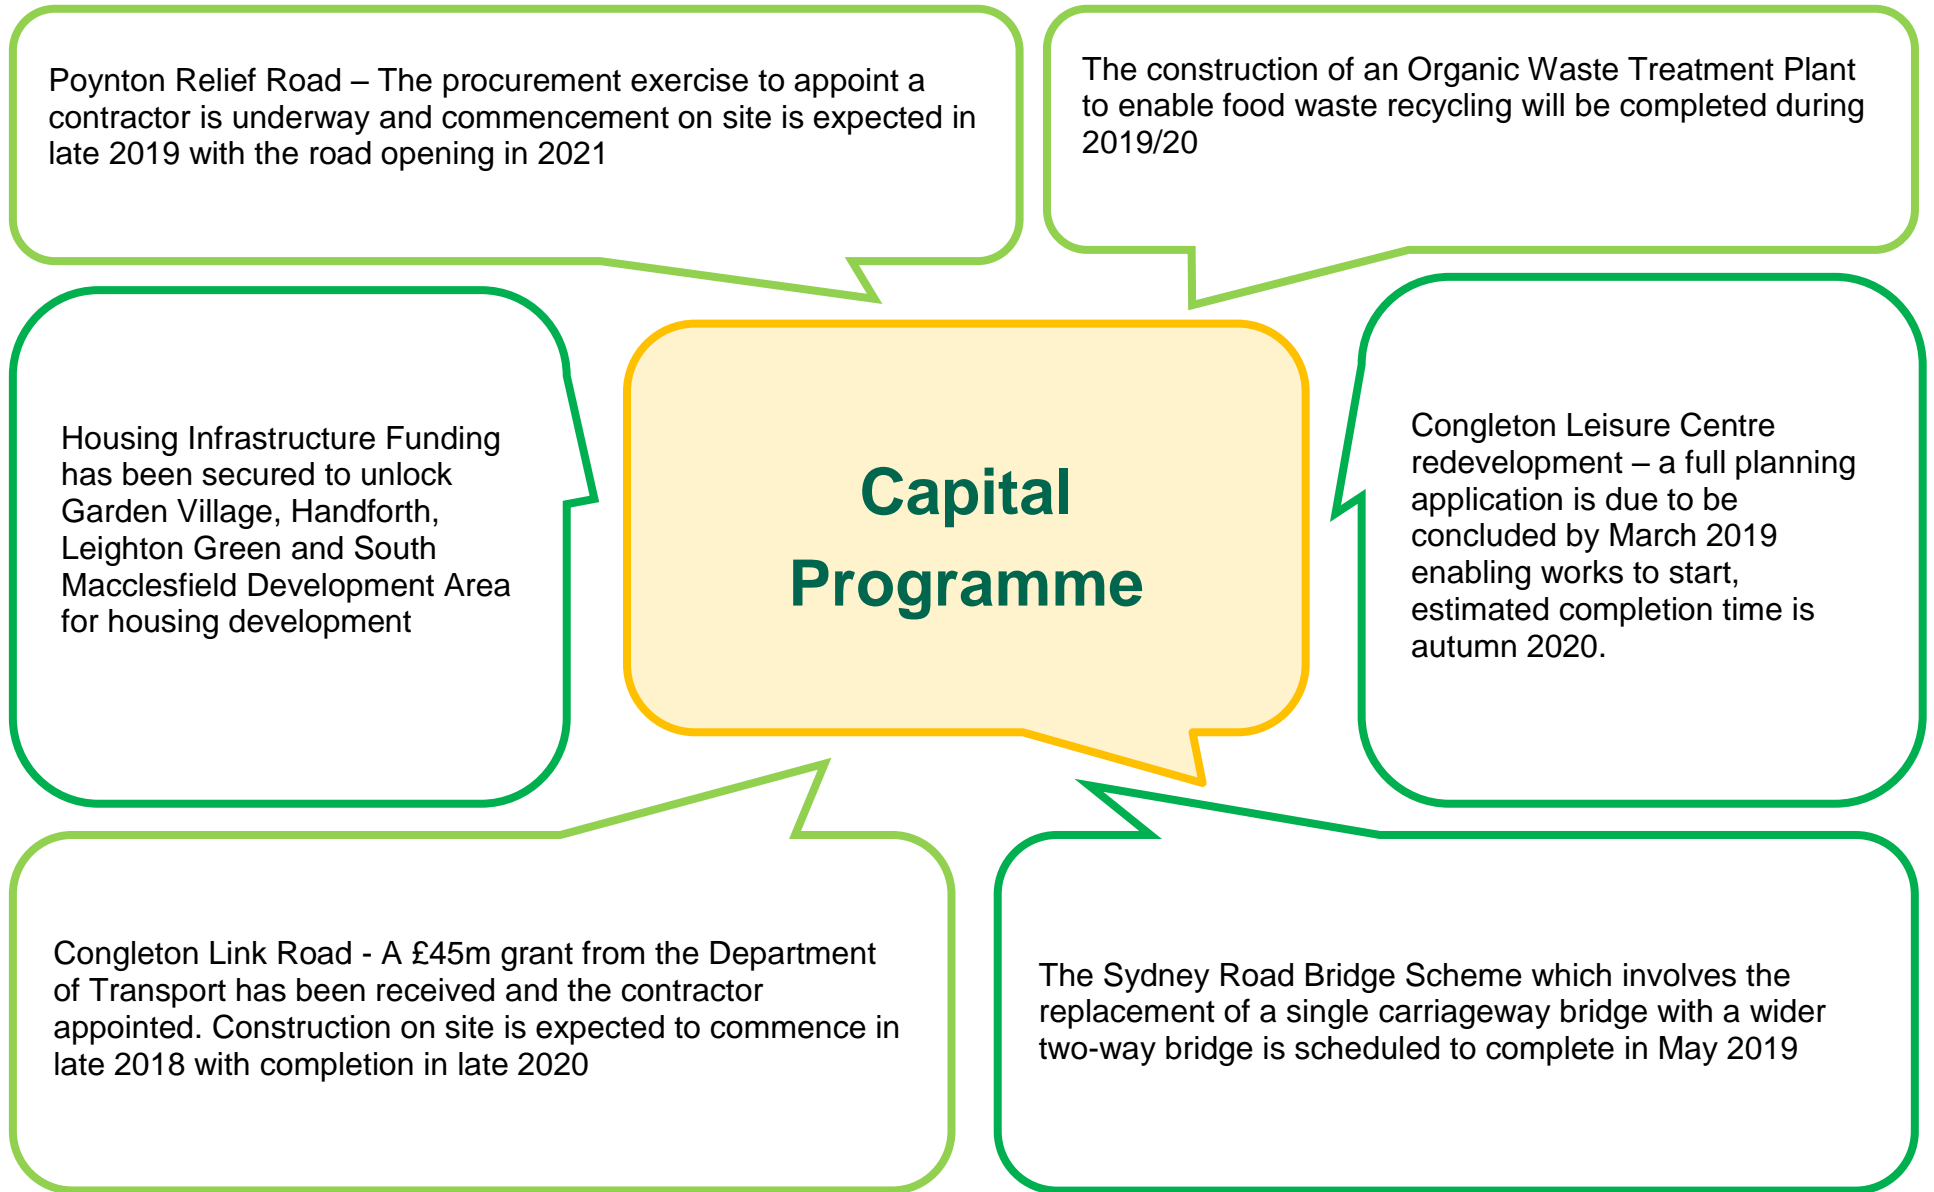 Poynton Relief Road – The procurement exercise to appoint a
contractor is underway and commencement on site is expected in
late 2019 with the road opening in 2021
The construction of an Organic Waste Treatment Plant
to enable food waste recycling will be completed during
2019/20
Housing Infrastructure Funding
has been secured to unlock
Garden Village, Handforth,
Leighton Green and South
Macclesfield Development Area
for housing development
Capital
Programme
Congleton Leisure Centre
redevelopment – a full planning
application is due to be
concluded by March 2019
enabling works to start,
estimated completion time is
autumn 2020.
Congleton Link Road - A £45m grant from the Department
of Transport has been received and the contractor
appointed. Construction on site is expected to commence in
late 2018 with completion in late 2020
The Sydney Road Bridge Scheme which involves the
replacement of a single carriageway bridge with a wider
two-way bridge is scheduled to complete in May 2019